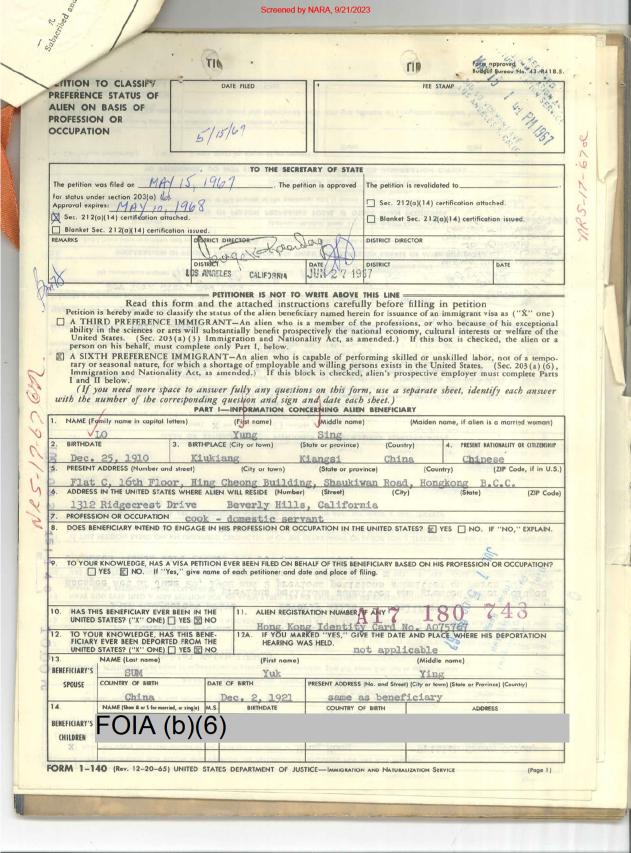 Screened by NARA, 9/21/2023
Subscribed and
Form approved
Budget Bureau No. 43-R418.5.
PETITION TO CLASSIFY
PREFERENCE STATUS OF
ALIEN ON BASIS OF
PROFESSION OR
OCCUPATION
DATE FILED
5/15/67
FEE STAMP
1 41 PM 1967
TO THE SECRETARY OF STATE
The petition was filed on MAY 15, 1967. The petition is approved
for status under section 203(a)
Approval expires: MAY 10, 1968
☒ Sec. 212(a)(14) certification attached.
☐ Blanket Sec. 212(a)(14) certification issued.
The petition is revalidated to
☐ Sec. 212(a)(14) certification attached.
☐ Blanket Sec. 212(a)(14) certification issued.
REMARKS
DISTRICT DIRECTOR
DISTRICT
LOS ANGELES CALIFORNIA
DATE
JUN 27 1967
DISTRICT DIRECTOR
DISTRICT
DATE
PETITIONER IS NOT TO WRITE ABOVE THIS LINE
Read this form and the attached instructions carefully before filling in petition
Petition is hereby made to classify the status of the alien beneficiary named herein for issuance of an immigrant visa as ("X" one)
☐ A THIRD PREFERENCE IMMIGRANT—An alien who is a member of the professions, or who because of his exceptional
ability in the sciences or arts will substantially benefit prospectively the national economy, cultural interests or welfare of the
United States. (Sec. 203(a)(3) Immigration and Nationality Act, as amended.) If this box is checked, the alien or a
person on his behalf, must complete only Part I, below.
☒ A SIXTH PREFERENCE IMMIGRANT—An alien who is capable of performing skilled or unskilled labor, not of a tempo-
rary or seasonal nature, for which a shortage of employable and willing persons exists in the United States. (Sec. 203(a)(6),
Immigration and Nationality Act, as amended.) If this block is checked, alien's prospective employer must complete Parts
I and II below.
(If you need more space to answer fully any questions on this form, use a separate sheet, identify each answer
with the number of the corresponding question and sign and date each sheet.)
PART I—INFORMATION CONCERNING ALIEN BENEFICIARY
1. NAME (Family name in capital letters) (First name) (Middle name) (Maiden name, if alien is a married woman)
LO Yung Sing
2. BIRTHDATE 3. BIRTHPLACE (City or town) (State or province) (Country) 4. PRESENT NATIONALITY OR CITIZENSHIP
Dec. 25, 1910 Kiukiang Kiangsi China Chinese
5. PRESENT ADDRESS (Number and street) (City or town) (State or province) (Country) (ZIP Code, if in U.S.)
Flat C, 16th Floor, Hing Cheong Building, Shaukiwan Road, Hongkong B.C.C.
6. ADDRESS IN THE UNITED STATES WHERE ALIEN WILL RESIDE (Number) (Street) (City) (State) (ZIP Code)
1312 Ridgecrest Drive Beverly Hills, California
7. PROFESSION OR OCCUPATION
cook - domestic servant
8. DOES BENEFICIARY INTEND TO ENGAGE IN HIS PROFESSION OR OCCUPATION IN THE UNITED STATES? ☒ YES ☐ NO. IF "NO," EXPLAIN.
9. TO YOUR KNOWLEDGE, HAS A VISA PETITION EVER BEEN FILED ON BEHALF OF THIS BENEFICIARY BASED ON HIS PROFESSION OR OCCUPATION?
☐ YES ☒ NO. If "Yes," give name of each petitioner and date and place of filing.
10. HAS THIS BENEFICIARY EVER BEEN IN THE
UNITED STATES? ("X" ONE) ☐ YES ☒ NO
11. ALIEN REGISTRATION NUMBER, IF ANY
A17 180 743
Hong Kong Identity Card No. A075767
12. TO YOUR KNOWLEDGE, HAS THIS BENE-
FICIARY EVER BEEN DEPORTED FROM THE
UNITED STATES? ("X" ONE) ☐ YES ☒ NO
12A. IF YOU MARKED "YES," GIVE THE DATE AND PLACE WHERE HIS DEPORTATION
HEARING WAS HELD.
not applicable
13. BENEFICIARY'S SPOUSE
NAME (Last name) (First name) (Middle name)
SUM Yuk Ying
COUNTRY OF BIRTH DATE OF BIRTH PRESENT ADDRESS (No. and Street) (City or town) (State or Province) (Country)
China Dec. 2, 1921 same as beneficiary
14. BENEFICIARY'S CHILDREN
NAME (Show M or S for married, or single) M.S. BIRTHDATE COUNTRY OF BIRTH ADDRESS
FOIA (b)(6)
X
FORM I-140 (Rev. 12-20-65) UNITED STATES DEPARTMENT OF JUSTICE—IMMIGRATION AND NATURALIZATION SERVICE (Page 1)